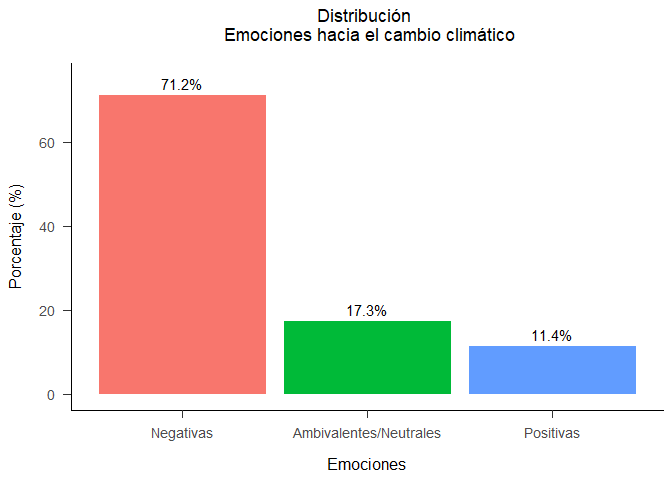 Distribución
Emociones hacia el cambio climático
71.2%
17.3%
11.4%
Porcentaje (%)
60
40
20
0
Negativas
Ambivalentes/Neutrales
Positivas
Emociones